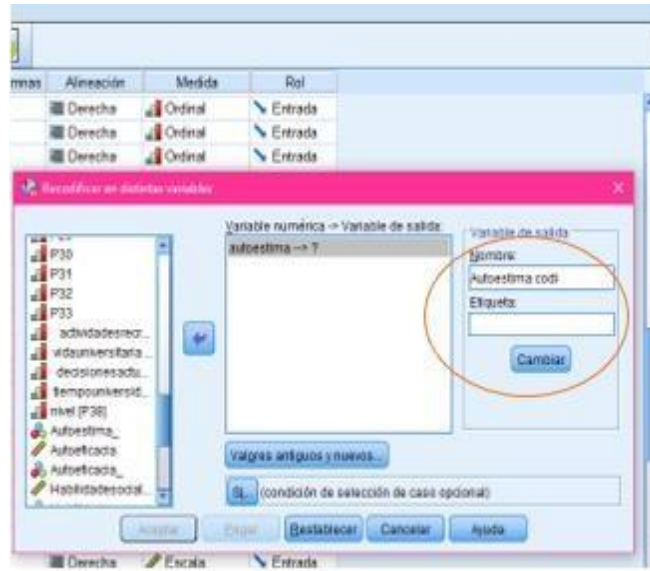 mnas Alineación Medida Rol
Derecha Ordinal Entrada
Derecha Ordinal Entrada
Derecha Ordinal Entrada
Recodificar en distintas variables
Variable numérica -> Variable de salida:
autoestima --> ?
P30
P31
P32
P33
actividadesrecr...
vidauniversitaria...
decisionesactu...
tiempouniversid...
nivel [P38]
Autoestima_
Autoeficacia
Autoeficacia_
Habilidadesocial...
Variable de salida
Nombre:
Autoestima codi
Etiqueta:
Cambiar
Valores antiguos y nuevos...
Si... (condición de selección de caso opcional)
Aceptar Pegar Restablecer Cancelar Ayuda
Derecha Escala Entrada